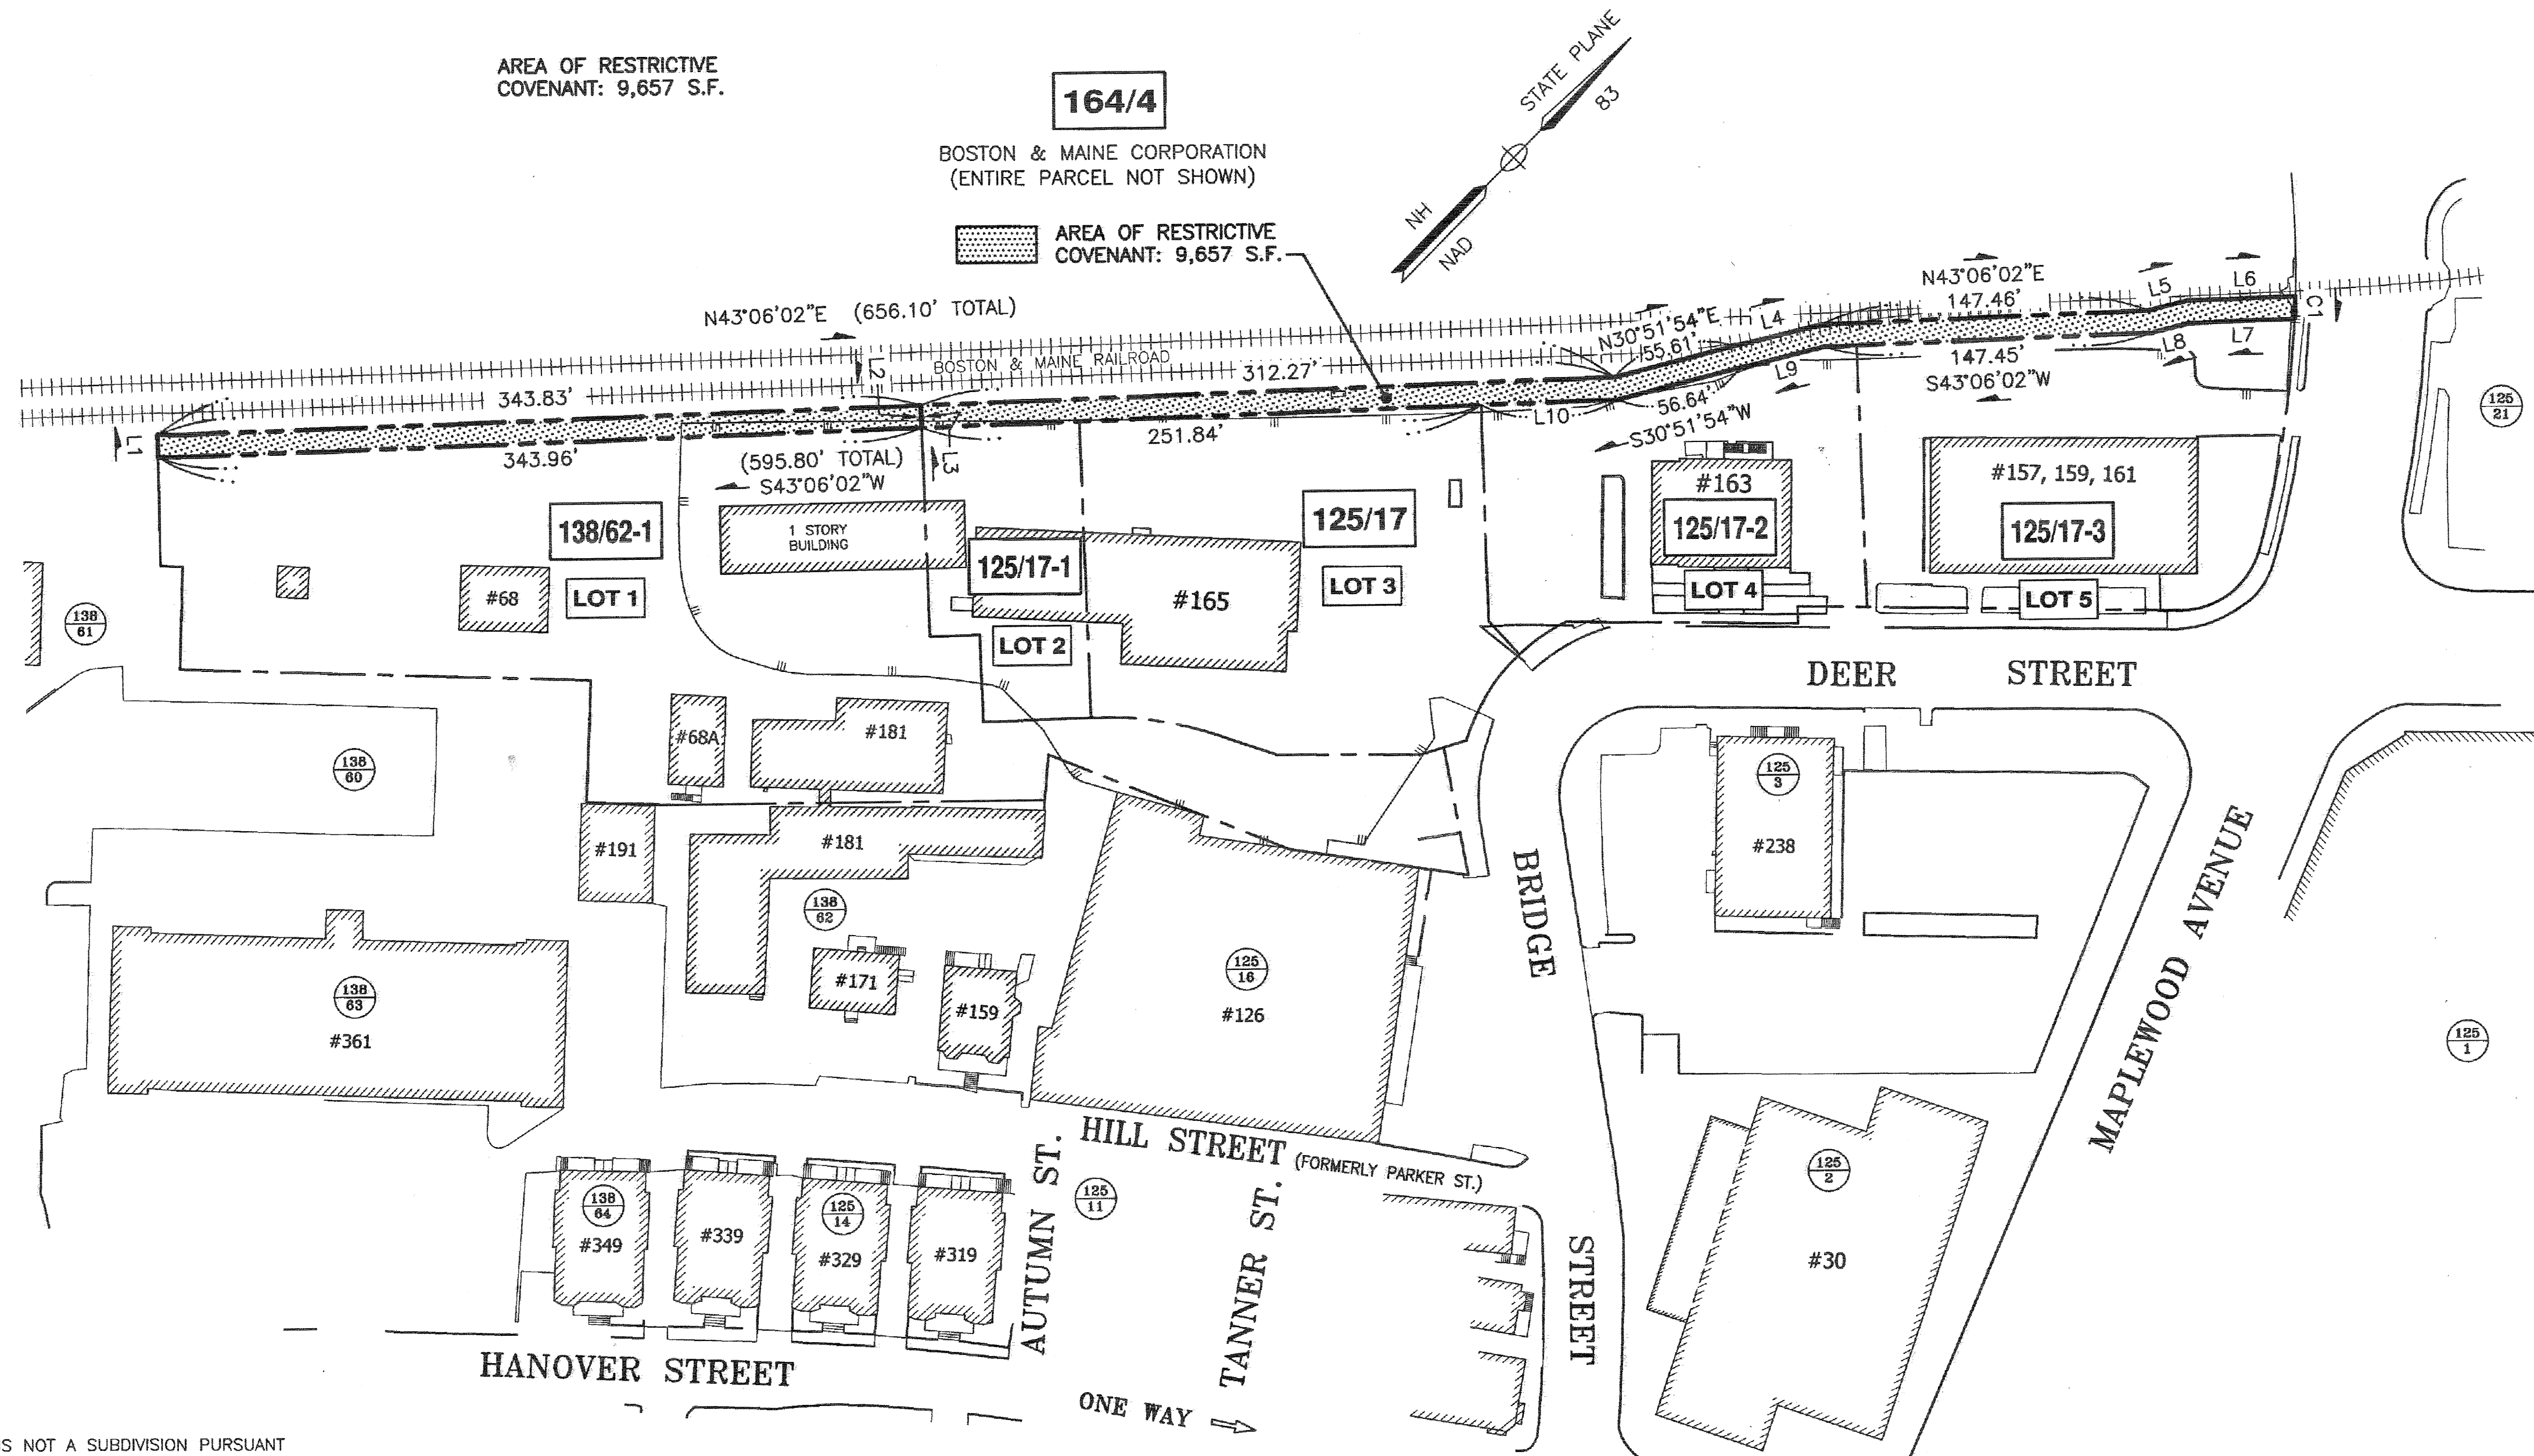 AREA OF RESTRICTIVE
COVENANT: 9,657 S.F.
164/4
BOSTON & MAINE CORPORATION
(ENTIRE PARCEL NOT SHOWN)
AREA OF RESTRICTIVE
COVENANT: 9,657 S.F.
STATE PLANE
83
NH
NAD
N43°06'02"E (656.10' TOTAL)
N43°06'02"E
147.46'
L5
L6
C1
N30°51'54"E
55.61'
L4
L2
BOSTON & MAINE RAILROAD
312.27'
343.83'
L1
343.96'
(595.80' TOTAL)
S43°06'02"W
L3
251.84'
L10
56.64'
S30°51'54"W
L9
147.45'
S43°06'02"W
L8
L7
125
21
#163
125/17-2
LOT 4
#157, 159, 161
125/17-3
LOT 5
138/62-1
LOT 1
#68
1 STORY
BUILDING
125/17-1
LOT 2
125/17
LOT 3
#165
138
61
DEER STREET
138
60
#68A
#181
#191
#181
138
62
#171
#159
125
3
#238
BRIDGE
STREET
MAPLEWOOD AVENUE
138
63
#361
125
16
#126
125
1
HILL STREET (FORMERLY PARKER ST.)
AUTUMN ST.
125
11
TANNER ST.
125
2
#30
138
64
#349
#339
125
14
#329
#319
HANOVER STREET
ONE WAY
S NOT A SUBDIVISION PURSUANT